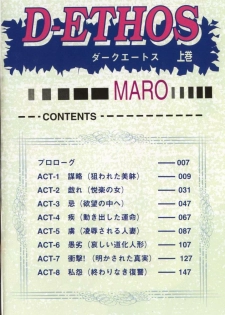 D-ETHOS
ダークエートス 上巻
MARO
CONTENTS
プロローグ 007
ACT-1 謀略 (狙われた美餌) 009
ACT-2 戯れ (悦楽の女) 031
ACT-3 忌 (欲望の中へ) 047
ACT-4 疾 (動き出した運命) 067
ACT-5 虜 (凌辱される人妻) 087
ACT-6 愚劣 (哀しい道化人形) 107
ACT-7 衝撃! (明かされた真実) 127
ACT-8 私怨 (終わりなき復讐) 147